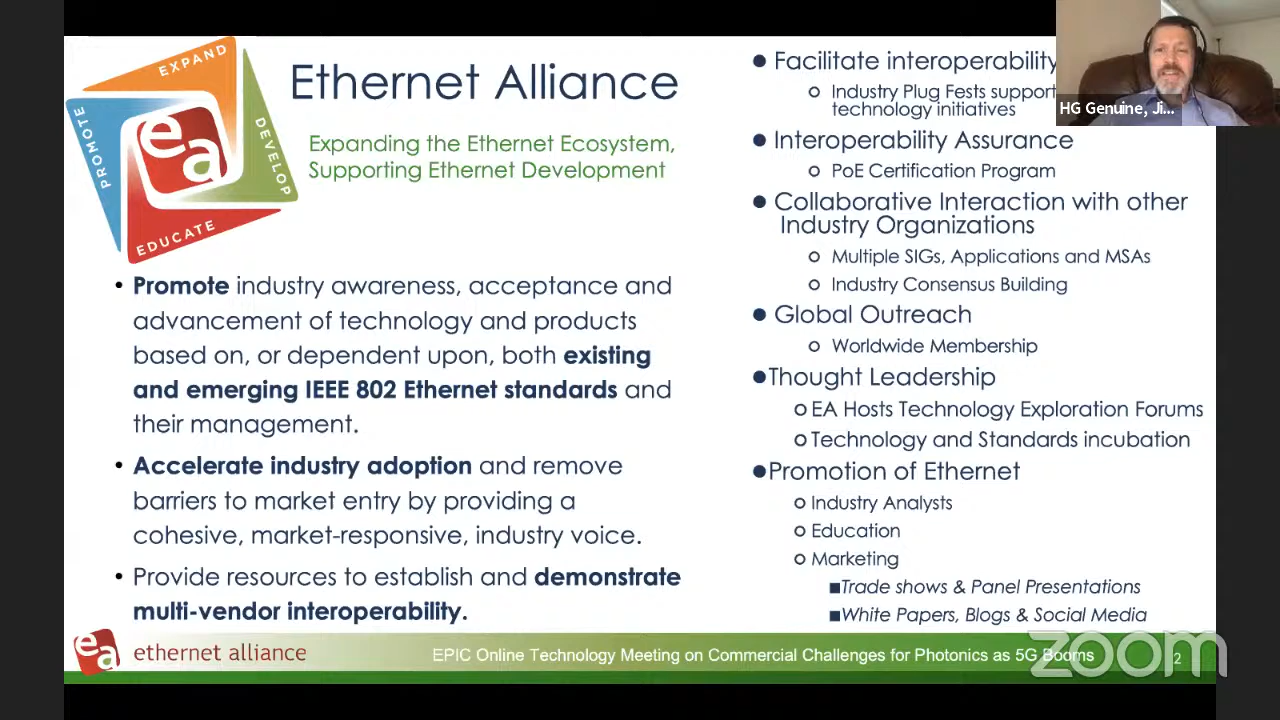 EXPAND
PROMOTE
DEVELOP
EDUCATE
ea
Ethernet Alliance
Expanding the Ethernet Ecosystem,
Supporting Ethernet Development
• Promote industry awareness, acceptance and
advancement of technology and products
based on, or dependent upon, both existing
and emerging IEEE 802 Ethernet standards and
their management.
• Accelerate industry adoption and remove
barriers to market entry by providing a
cohesive, market-responsive, industry voice.
• Provide resources to establish and demonstrate
multi-vendor interoperability.
● Facilitate interoperability
○ Industry Plug Fests support
technology initiatives
● Interoperability Assurance
○ PoE Certification Program
● Collaborative Interaction with other
Industry Organizations
○ Multiple SIGs, Applications and MSAs
○ Industry Consensus Building
● Global Outreach
○ Worldwide Membership
●Thought Leadership
○EA Hosts Technology Exploration Forums
○Technology and Standards incubation
●Promotion of Ethernet
○ Industry Analysts
○ Education
○ Marketing
■Trade shows & Panel Presentations
■White Papers, Blogs & Social Media
HG Genuine, Ji...
ea ethernet alliance
EPIC Online Technology Meeting on Commercial Challenges for Photonics as 5G Booms
2
zoom